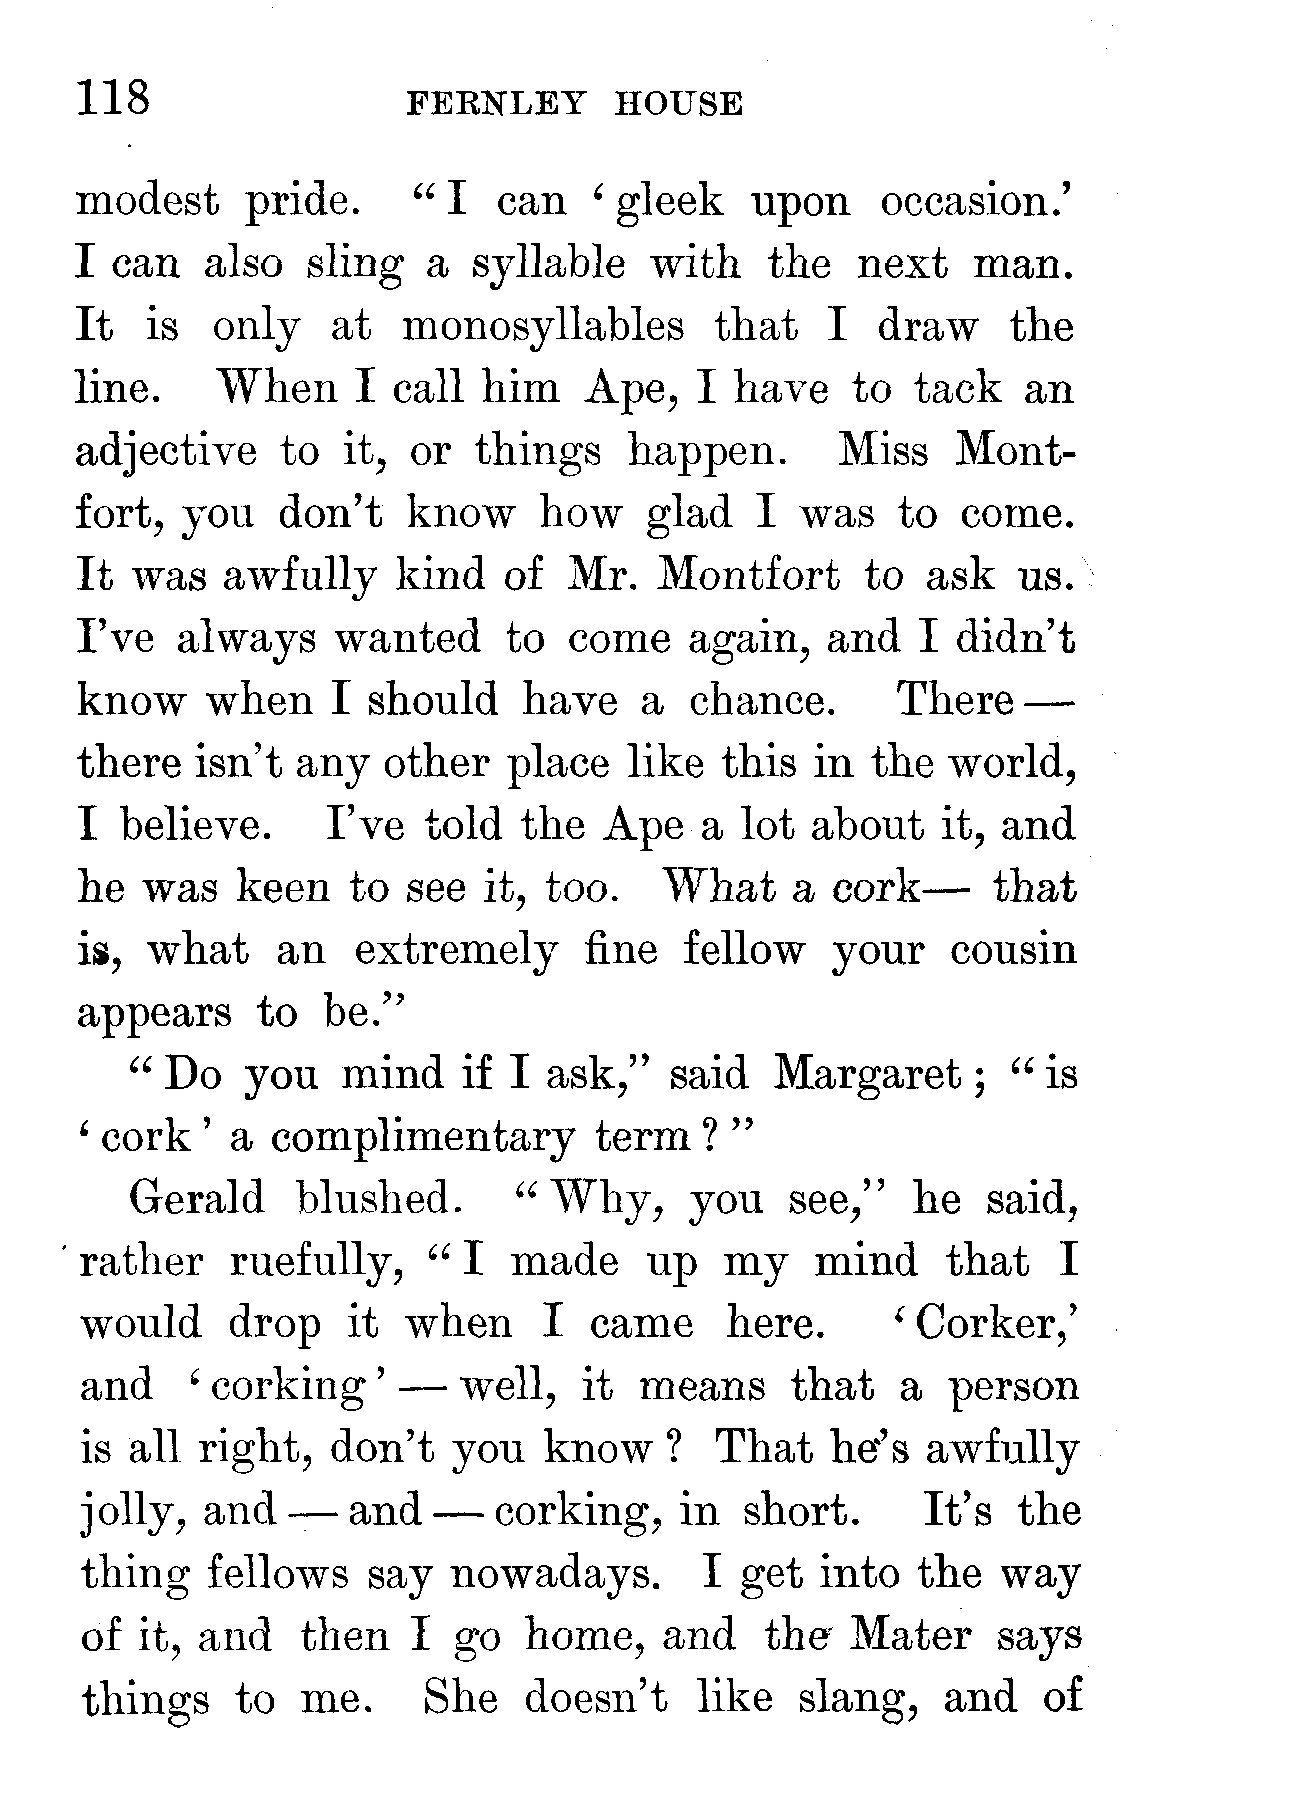 118 FERNLEY HOUSE
modest pride. “I can ‘gleek upon occasion.’
I can also sling a syllable with the next man.
It is only at monosyllables that I draw the
line. When I call him Ape, I have to tack an
adjective to it, or things happen. Miss Mont-
fort, you don’t know how glad I was to come.
It was awfully kind of Mr. Montfort to ask us.
I’ve always wanted to come again, and I didn’t
know when I should have a chance. There —
there isn’t any other place like this in the world,
I believe. I’ve told the Ape a lot about it, and
he was keen to see it, too. What a cork— that
is, what an extremely fine fellow your cousin
appears to be.”
“Do you mind if I ask,” said Margaret; “is
‘cork’ a complimentary term?”
Gerald blushed. “Why, you see,” he said,
rather ruefully, “I made up my mind that I
would drop it when I came here. ‘Corker,’
and ‘corking’ — well, it means that a person
is all right, don’t you know? That he’s awfully
jolly, and — and — corking, in short. It’s the
thing fellows say nowadays. I get into the way
of it, and then I go home, and the Mater says
things to me. She doesn’t like slang, and of